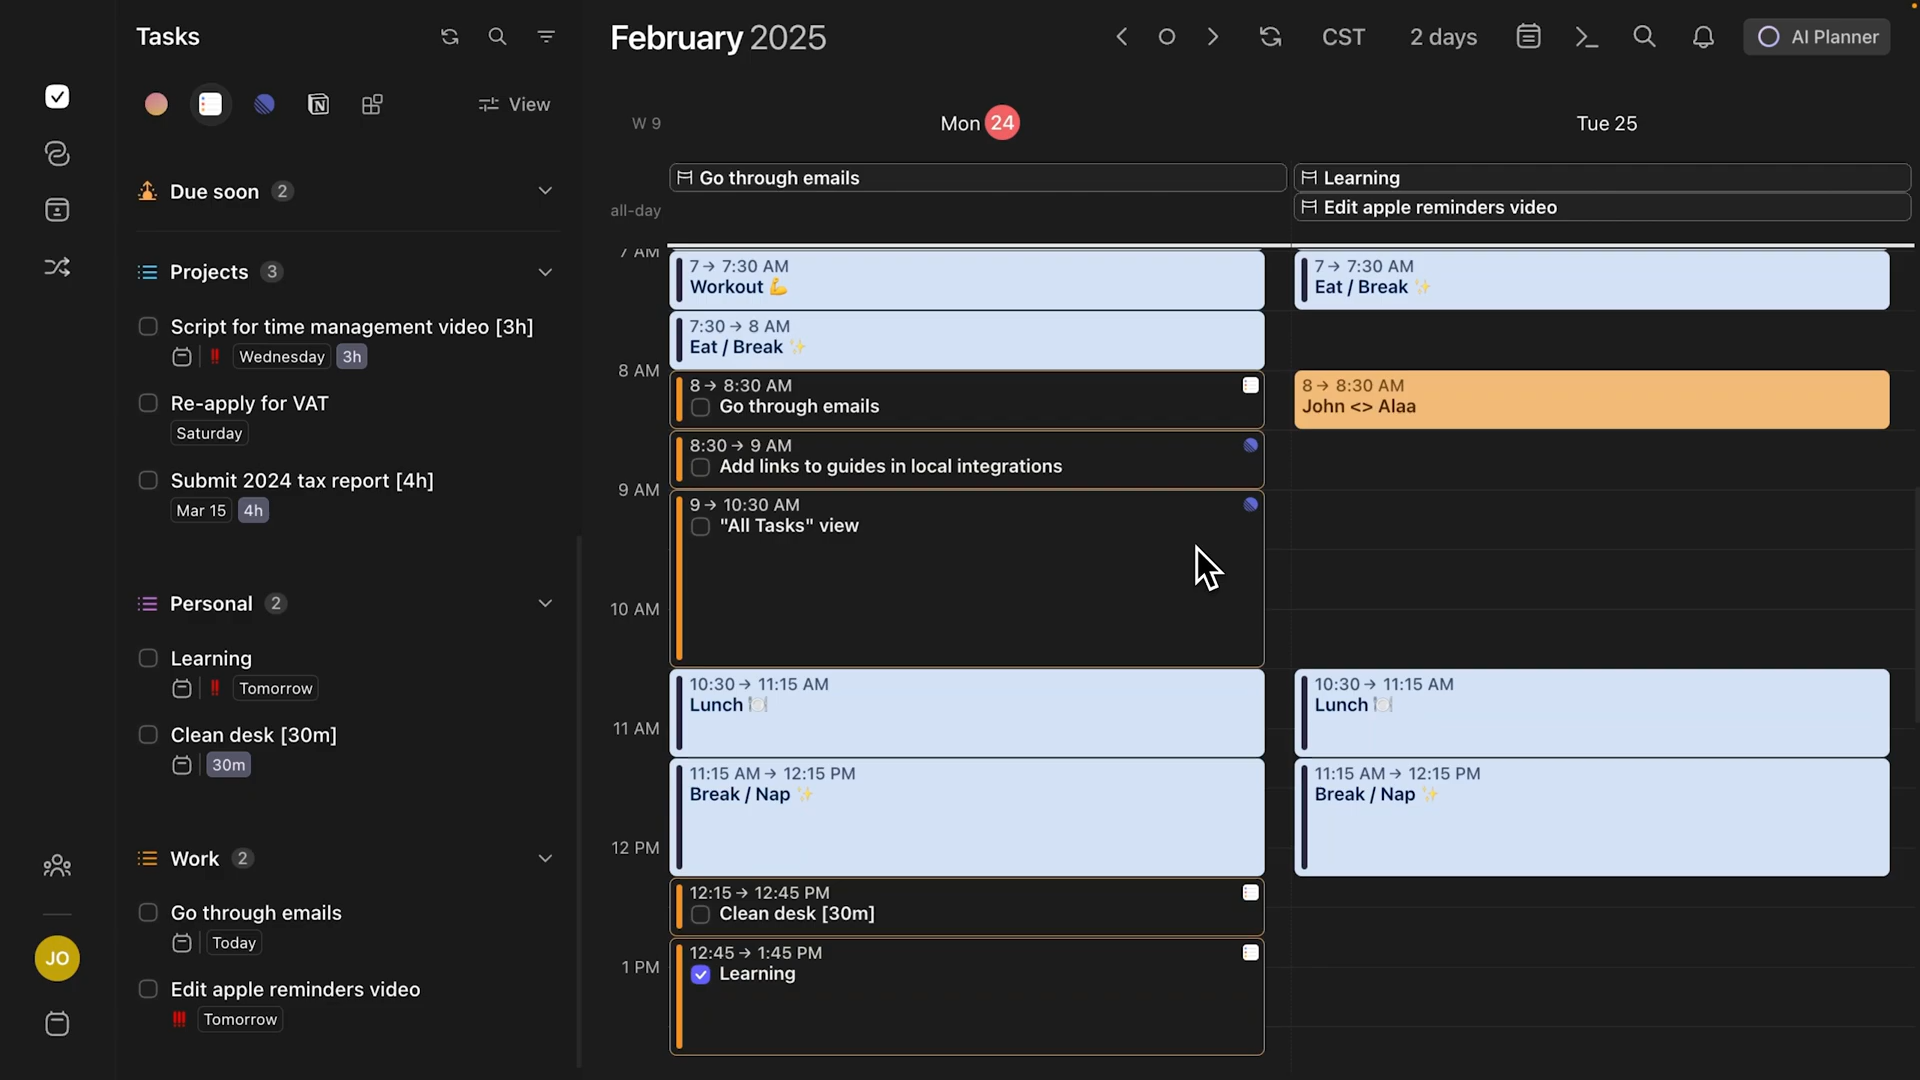 Tasks
View
Due soon 2
Projects 3
Script for time management video [3h]
!! Wednesday 3h
Re-apply for VAT
Saturday
Submit 2024 tax report [4h]
Mar 15 4h
Personal 2
Learning
!! Tomorrow
Clean desk [30m]
30m
Work 2
Go through emails
Today
Edit apple reminders video
!!! Tomorrow
JO
February 2025
CST
2 days
AI Planner
W 9
Mon 24
Tue 25
all-day
Go through emails
Learning
Edit apple reminders video
7 AM
8 AM
9 AM
10 AM
11 AM
12 PM
1 PM
7 → 7:30 AM
Workout 💪
7:30 → 8 AM
Eat / Break ✨
8 → 8:30 AM
Go through emails
8:30 → 9 AM
Add links to guides in local integrations
9 → 10:30 AM
"All Tasks" view
10:30 → 11:15 AM
Lunch 🍽️
11:15 AM → 12:15 PM
Break / Nap ✨
12:15 → 12:45 PM
Clean desk [30m]
12:45 → 1:45 PM
Learning
7 → 7:30 AM
Eat / Break ✨
8 → 8:30 AM
John <> Alaa
10:30 → 11:15 AM
Lunch 🍽️
11:15 AM → 12:15 PM
Break / Nap ✨